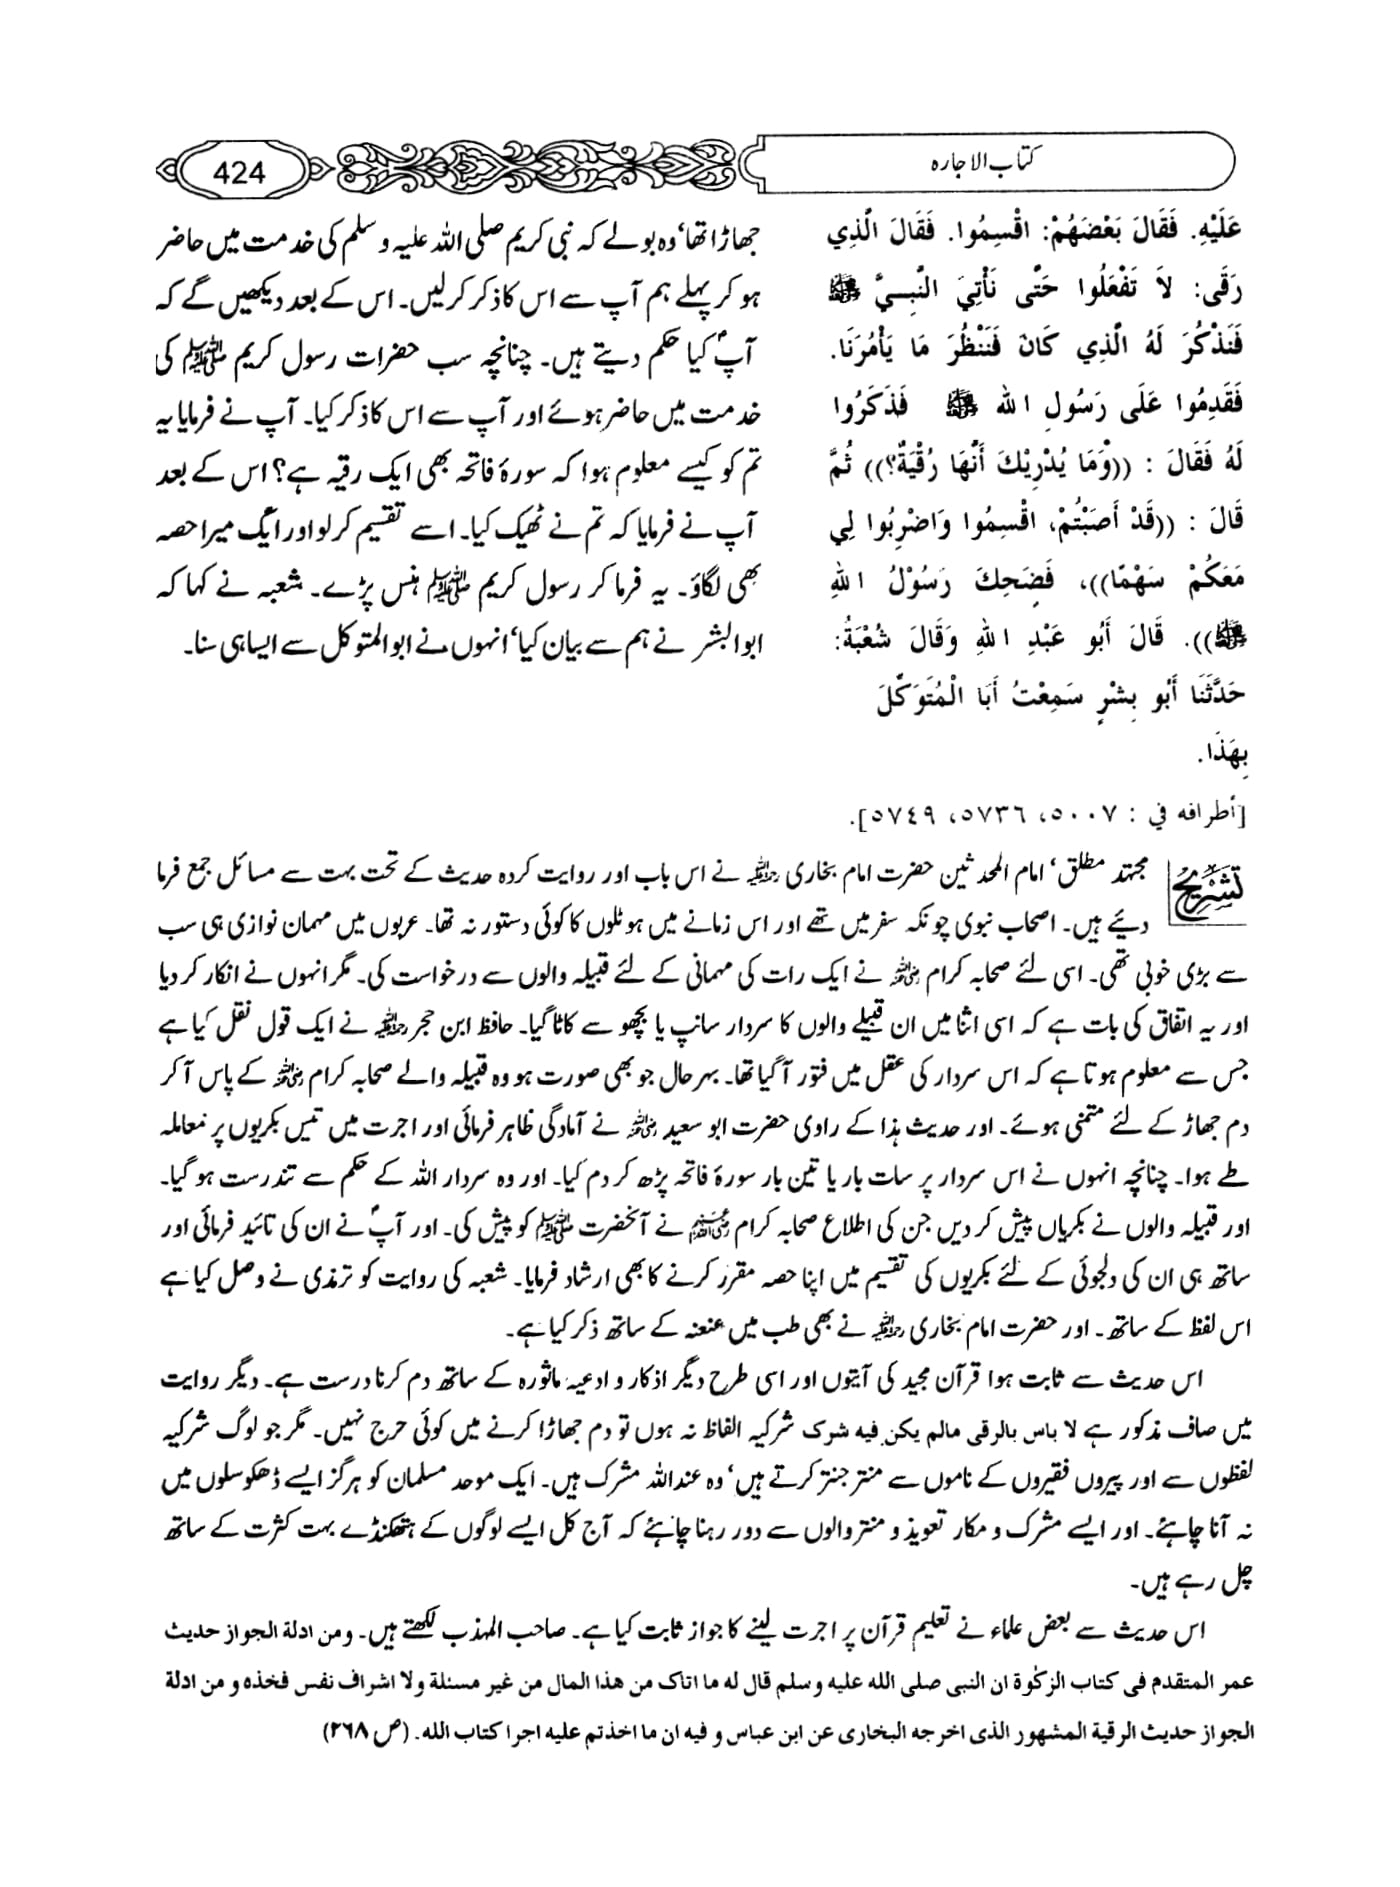 کتاب الاجارہ
424
عَلَيْهِ. فَقَالَ بَعْضُهُمْ: اقْسِمُوا. فَقَالَ الَّذِي
رَقَى: لاَ تَفْعَلُوا حَتَّى نَأْتِيَ النَّبِيَّ ﷺ
فَنَذْكُرَ لَهُ الَّذِي كَانَ فَنَنْظُرَ مَا يَأْمُرُنَا.
فَقَدِمُوا عَلَى رَسُولِ اللهِ ﷺ فَذَكَرُوا
لَهُ فَقَالَ : ((وَمَا يُدْرِيْكَ أَنَّهَا رُقْيَةٌ؟)) ثُمَّ
قَالَ : ((قَدْ أَصَبْتُمْ، اقْسِمُوا وَاضْرِبُوا لِي
مَعَكُمْ سَهْمًا))، فَضَحِكَ رَسُوْلُ اللهِ
ﷺ)). قَالَ أَبُو عَبْدِ اللهِ وَقَالَ شُعْبَةُ:
حَدَّثَنَا أَبُو بِشْرٍ سَمِعْتُ أَبَا الْمُتَوَكِّلَ
بِهَذَا.
[أطرافه في : ٥٠٠٧، ٥٧٣٦، ٥٧٤٩].
جھاڑا تھا‘ وہ بولے کہ نبی کریم صلی اللہ علیہ وسلم کی خدمت میں حاضر
ہو کر پہلے ہم آپ سے اس کا ذکر کرلیں۔ اس کے بعد دیکھیں گے کہ
آپؐ کیا حکم دیتے ہیں۔ چنانچہ سب حضرات رسول کریم ﷺ کی
خدمت میں حاضر ہوئے اور آپ سے اس کا ذکر کیا۔ آپ نے فرمایا یہ
تم کو کیسے معلوم ہوا کہ سورۂ فاتحہ بھی ایک رقیہ ہے؟ اس کے بعد
آپ نے فرمایا کہ تم نے ٹھیک کیا۔ اسے تقسیم کرلو اور ایک میرا حصہ
بھی لگاؤ۔ یہ فرما کر رسول کریم ﷺ ہنس پڑے۔ شعبہ نے کہا کہ
ابوالبشر نے ہم سے بیان کیا‘ انہوں نے ابوالمتوکل سے ایسا ہی سنا۔
تشریح مجتہد مطلق‘ امام المحدثین حضرت امام بخاری رحمۃ اللہ علیہ نے اس باب اور روایت کردہ حدیث کے تحت بہت سے مسائل جمع فرما
دیئے ہیں۔ اصحاب نبوی چونکہ سفر میں تھے اور اس زمانے میں ہوٹلوں کا کوئی دستور نہ تھا۔ عربوں میں مہمان نوازی ہی سب
سے بڑی خوبی تھی۔ اسی لئے صحابہ کرام رضی اللہ عنہم نے ایک رات کی مہمانی کے لئے قبیلہ والوں سے درخواست کی۔ مگر انہوں نے انکار کر دیا
اور یہ اتفاق کی بات ہے کہ اسی اثنا میں ان قبیلے والوں کا سردار سانپ یا بچھو سے کاٹا گیا۔ حافظ ابن حجر رحمۃ اللہ علیہ نے ایک قول نقل کیا ہے
جس سے معلوم ہوتا ہے کہ اس سردار کی عقل میں فتور آگیا تھا۔ بہرحال جو بھی صورت ہو وہ قبیلہ والے صحابہ کرام رضی اللہ عنہم کے پاس آکر
دم جھاڑ کے لئے متمنی ہوئے۔ اور حدیث ہذا کے راوی حضرت ابو سعید رضی اللہ عنہ نے آمادگی ظاہر فرمائی اور اجرت میں تیس بکریوں پر معاملہ
طے ہوا۔ چنانچہ انہوں نے اس سردار پر سات بار یا تین بار سورۂ فاتحہ پڑھ کر دم کیا۔ اور وہ سردار اللہ کے حکم سے تندرست ہوگیا۔
اور قبیلہ والوں نے بکریاں پیش کر دیں جن کی اطلاع صحابہ کرام رضی اللہ عنہم نے آنحضرت ﷺ کو پیش کی۔ اور آپؐ نے ان کی تائید فرمائی اور
ساتھ ہی ان کی دلجوئی کے لئے بکریوں کی تقسیم میں اپنا حصہ مقرر کرنے کا بھی ارشاد فرمایا۔ شعبہ کی روایت کو ترمذی نے وصل کیا ہے
اس لفظ کے ساتھ۔ اور حضرت امام بخاری رحمۃ اللہ علیہ نے بھی طب میں عنعنہ کے ساتھ ذکر کیا ہے۔
اس حدیث سے ثابت ہوا قرآن مجید کی آیتوں اور اسی طرح دیگر اذکار و ادعیہ ماثورہ کے ساتھ دم کرنا درست ہے۔ دیگر روایت
میں صاف مذکور ہے لا باس بالرقی مالم یکن فیہ شرک شرکیہ الفاظ نہ ہوں تو دم جھاڑا کرنے میں کوئی حرج نہیں۔ مگر جو لوگ شرکیہ
لفظوں سے اور پیروں فقیروں کے ناموں سے منتر جنتر کرتے ہیں‘ وہ عنداللہ مشرک ہیں۔ ایک موحد مسلمان کو ہرگز ایسے ڈھکوسلوں میں
نہ آنا چاہئے۔ اور ایسے مشرک و مکار تعویذ و منتر والوں سے دور رہنا چاہئے کہ آج کل ایسے لوگوں کے ہتھکنڈے بہت کثرت کے ساتھ
چل رہے ہیں۔
اس حدیث سے بعض علماء نے تعلیم قرآن پر اجرت لینے کا جواز ثابت کیا ہے۔ صاحب المہذب لکھتے ہیں۔ ومن ادلة الجواز حدیث
عمر المتقدم فی کتاب الزکوٰة ان النبی صلی الله علیه وسلم قال له ما اتاک من هذا المال من غیر مسئلة ولا اشراف نفس فخذه و من ادلة
الجواز حدیث الرقیة المشهور الذی اخرجه البخاری عن ابن عباس و فیه ان ما اخذتم علیه اجرا کتاب الله. (ص ۲۶۸)